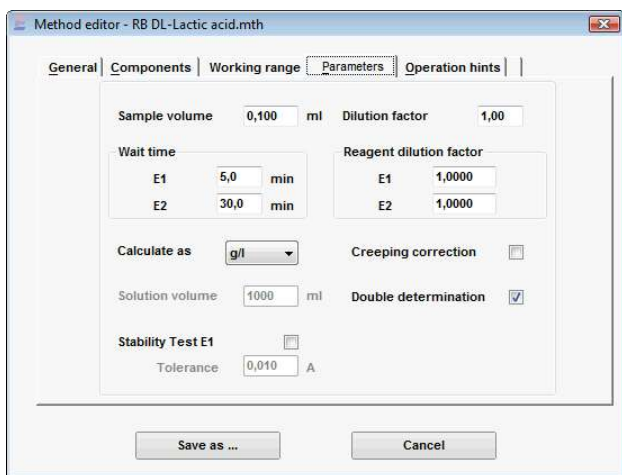 Method editor - RB DL-Lactic acid.mth
General Components Working range Parameters Operation hints
Sample volume 0,100 ml Dilution factor 1,00
Wait time Reagent dilution factor
E1 5,0 min E1 1,0000
E2 30,0 min E2 1,0000
Calculate as g/l Creeping correction
Solution volume 1000 ml Double determination
Stability Test E1
Tolerance 0,010 A
Save as ... Cancel